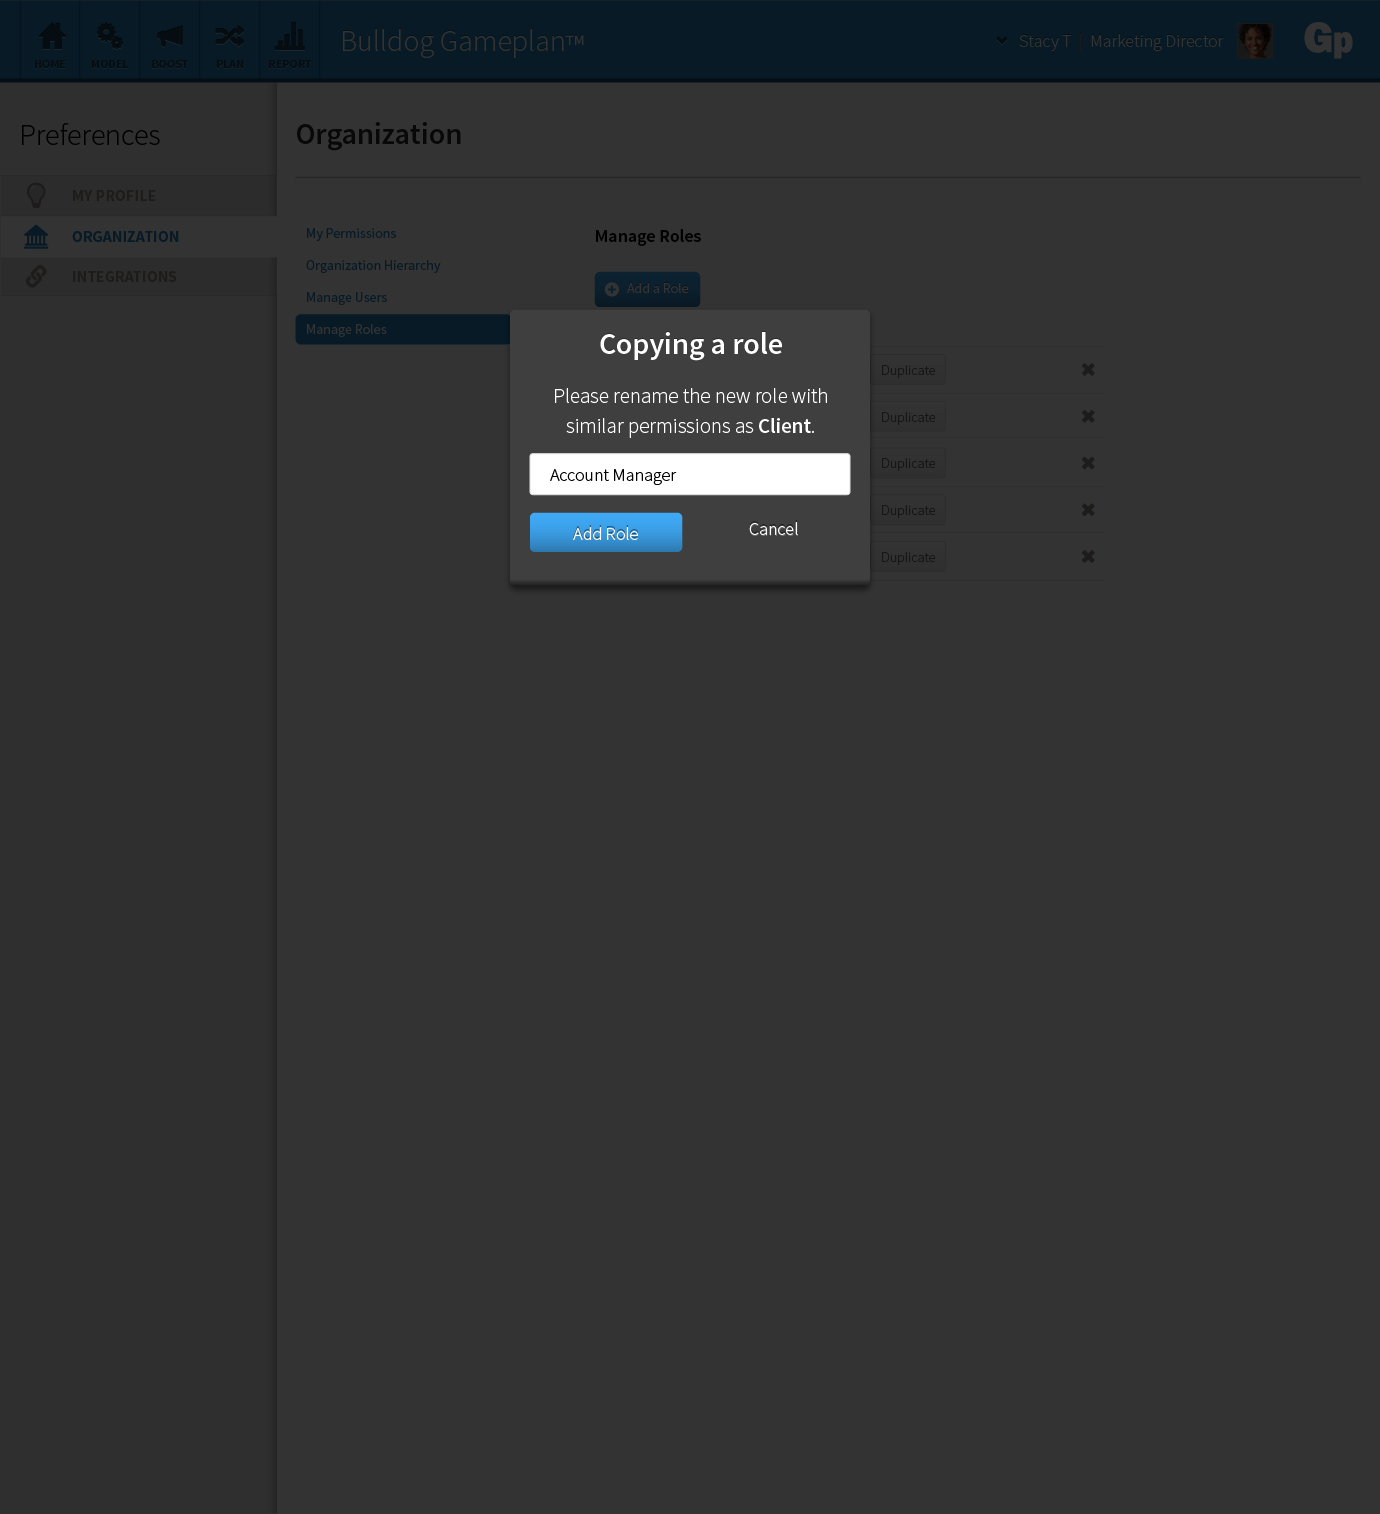 HOME
MODEL
BOOST
PLAN
REPORT
Bulldog Gameplan™
Stacy T | Marketing Director
Gp
Preferences
MY PROFILE
ORGANIZATION
INTEGRATIONS
Organization
My Permissions
Organization Hierarchy
Manage Users
Manage Roles
Manage Roles
Add a Role
Duplicate
Duplicate
Duplicate
Duplicate
Duplicate
Copying a role
Please rename the new role with
similar permissions as Client.
Account Manager
Add Role
Cancel